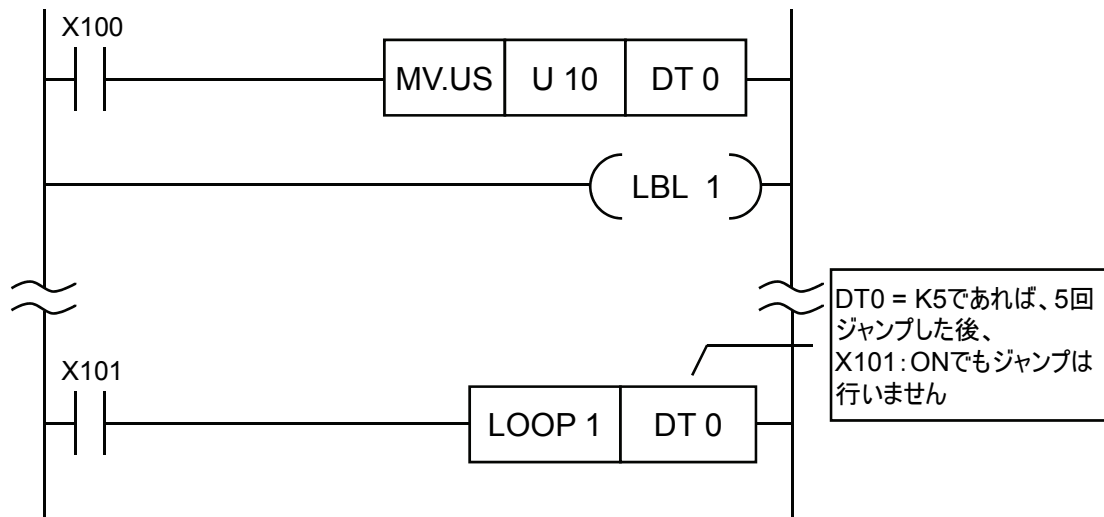 X100
MV.US U 10 DT 0
LBL 1
DT0 = K5であれば、5回
ジャンプした後、
X101:ONでもジャンプは
行いません
X101
LOOP 1 DT 0